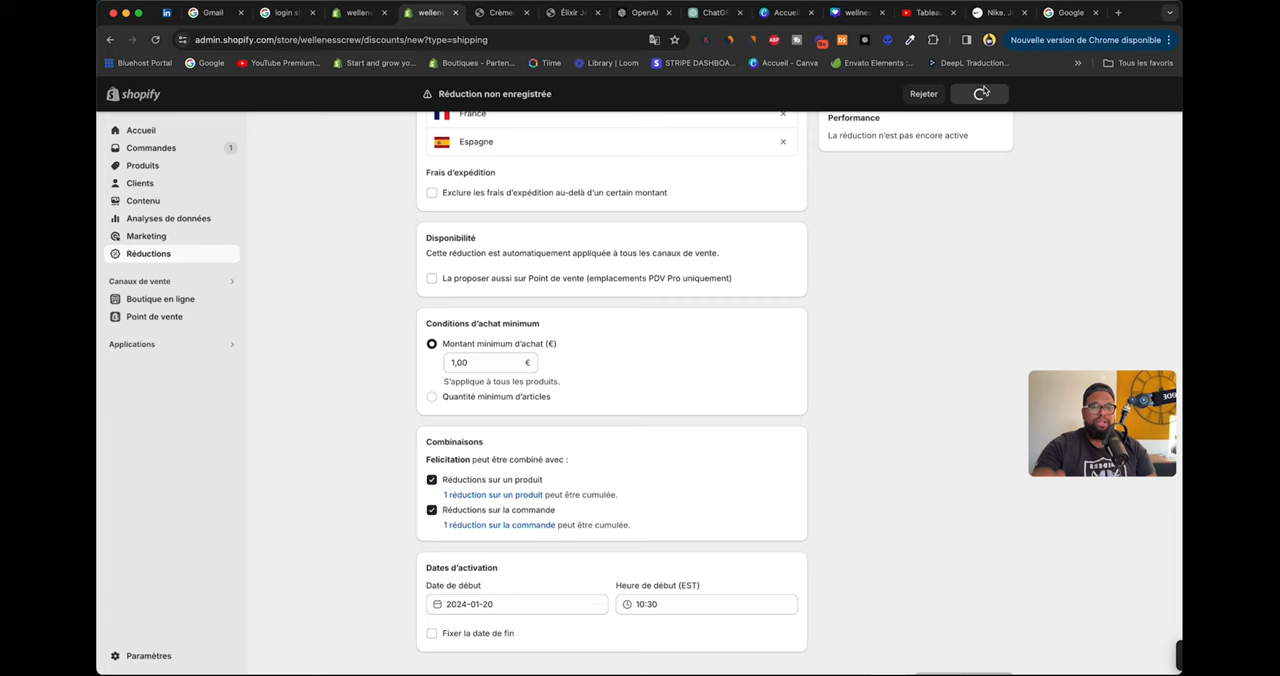 Gmail
login s
wellene
wellene
Crème
Élixir J
OpenAI
ChatG
Accuei
wellnes
Tablea
Nike. J
Google
admin.shopify.com/store/wellenesscrew/discounts/new?type=shipping
Nouvelle version de Chrome disponible
Bluehost Portal
Google
YouTube Premium...
Start and grow yo...
Boutiques - Parten...
Tiime
Library | Loom
STRIPE DASHBOA...
Accueil - Canva
Envato Elements :...
DeepL Traduction...
Tous les favoris
shopify
Réduction non enregistrée
Rejeter
Accueil
Commandes
1
Produits
Clients
Contenu
Analyses de données
Marketing
Réductions
Canaux de vente
Boutique en ligne
Point de vente
Applications
Paramètres
France
Espagne
Frais d'expédition
Exclure les frais d'expédition au-delà d'un certain montant
Disponibilité
Cette réduction est automatiquement appliquée à tous les canaux de vente.
La proposer aussi sur Point de vente (emplacements PDV Pro uniquement)
Conditions d'achat minimum
Montant minimum d'achat (€)
1,00 €
S'applique à tous les produits.
Quantité minimum d'articles
Combinaisons
Felicitation peut être combiné avec :
Réductions sur un produit
1 réduction sur un produit peut être cumulée.
Réductions sur la commande
1 réduction sur la commande peut être cumulée.
Dates d'activation
Date de début
Heure de début (EST)
2024-01-20
10:30
Fixer la date de fin
Performance
La réduction n'est pas encore active